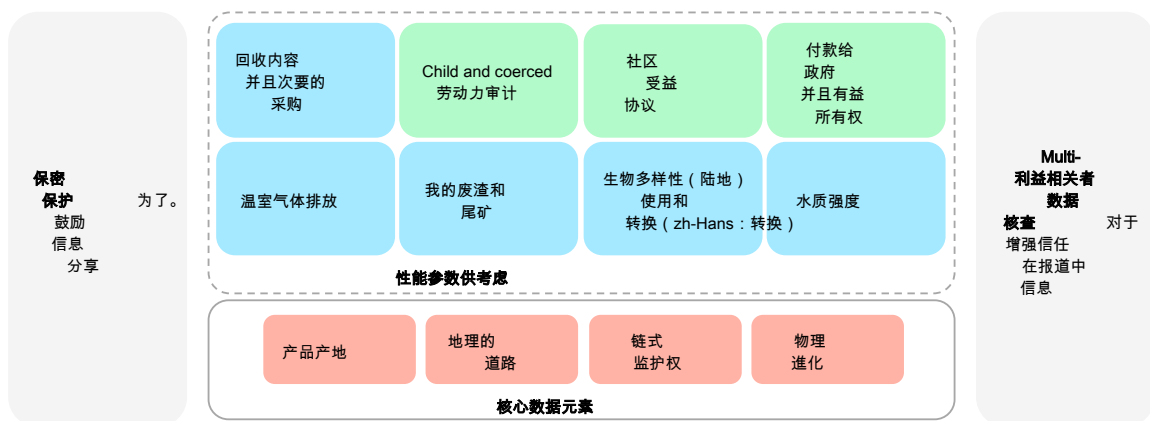 保密
保护 为了。
鼓励
信息
分享
回收内容
并且次要的
采购
Child and coerced
劳动力审计
社区
受益
协议
付款给
政府
并且有益
所有权
温室气体排放
我的废渣和
尾矿
生物多样性（陆地）
使用和
转换（zh-Hans：转换）
水质强度
性能参数供考虑
产品产地
地理的
道路
链式
监护权
物理
進化
核心数据元素
Multi-
利益相关者
数据
核查 对于
增强信任
在报道中
信息